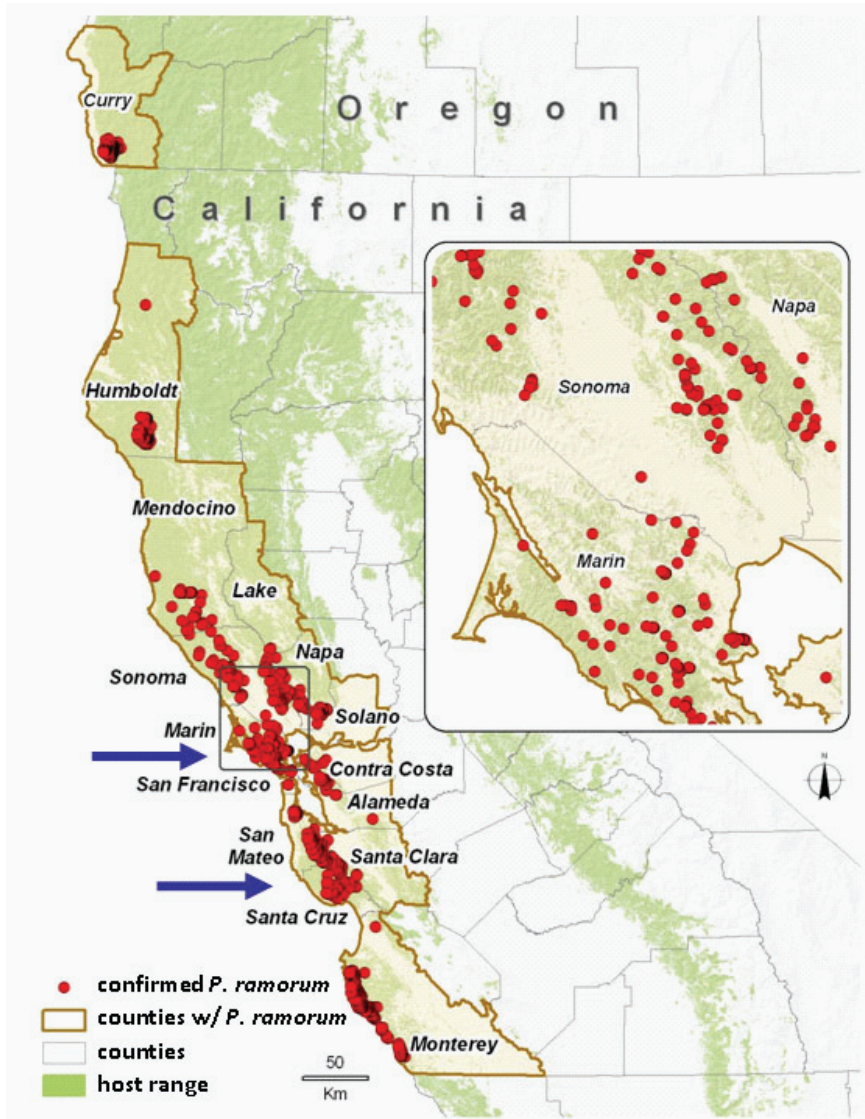 Curry
Oregon
California
Humboldt
Mendocino
Lake
Napa
Sonoma
Solano
Marin
San Francisco
Contra Costa
Alameda
San
Mateo
Santa Clara
Santa Cruz
Monterey
Napa
Sonoma
Marin
N
confirmed P. ramorum
counties w/ P. ramorum
counties
host range
50
Km